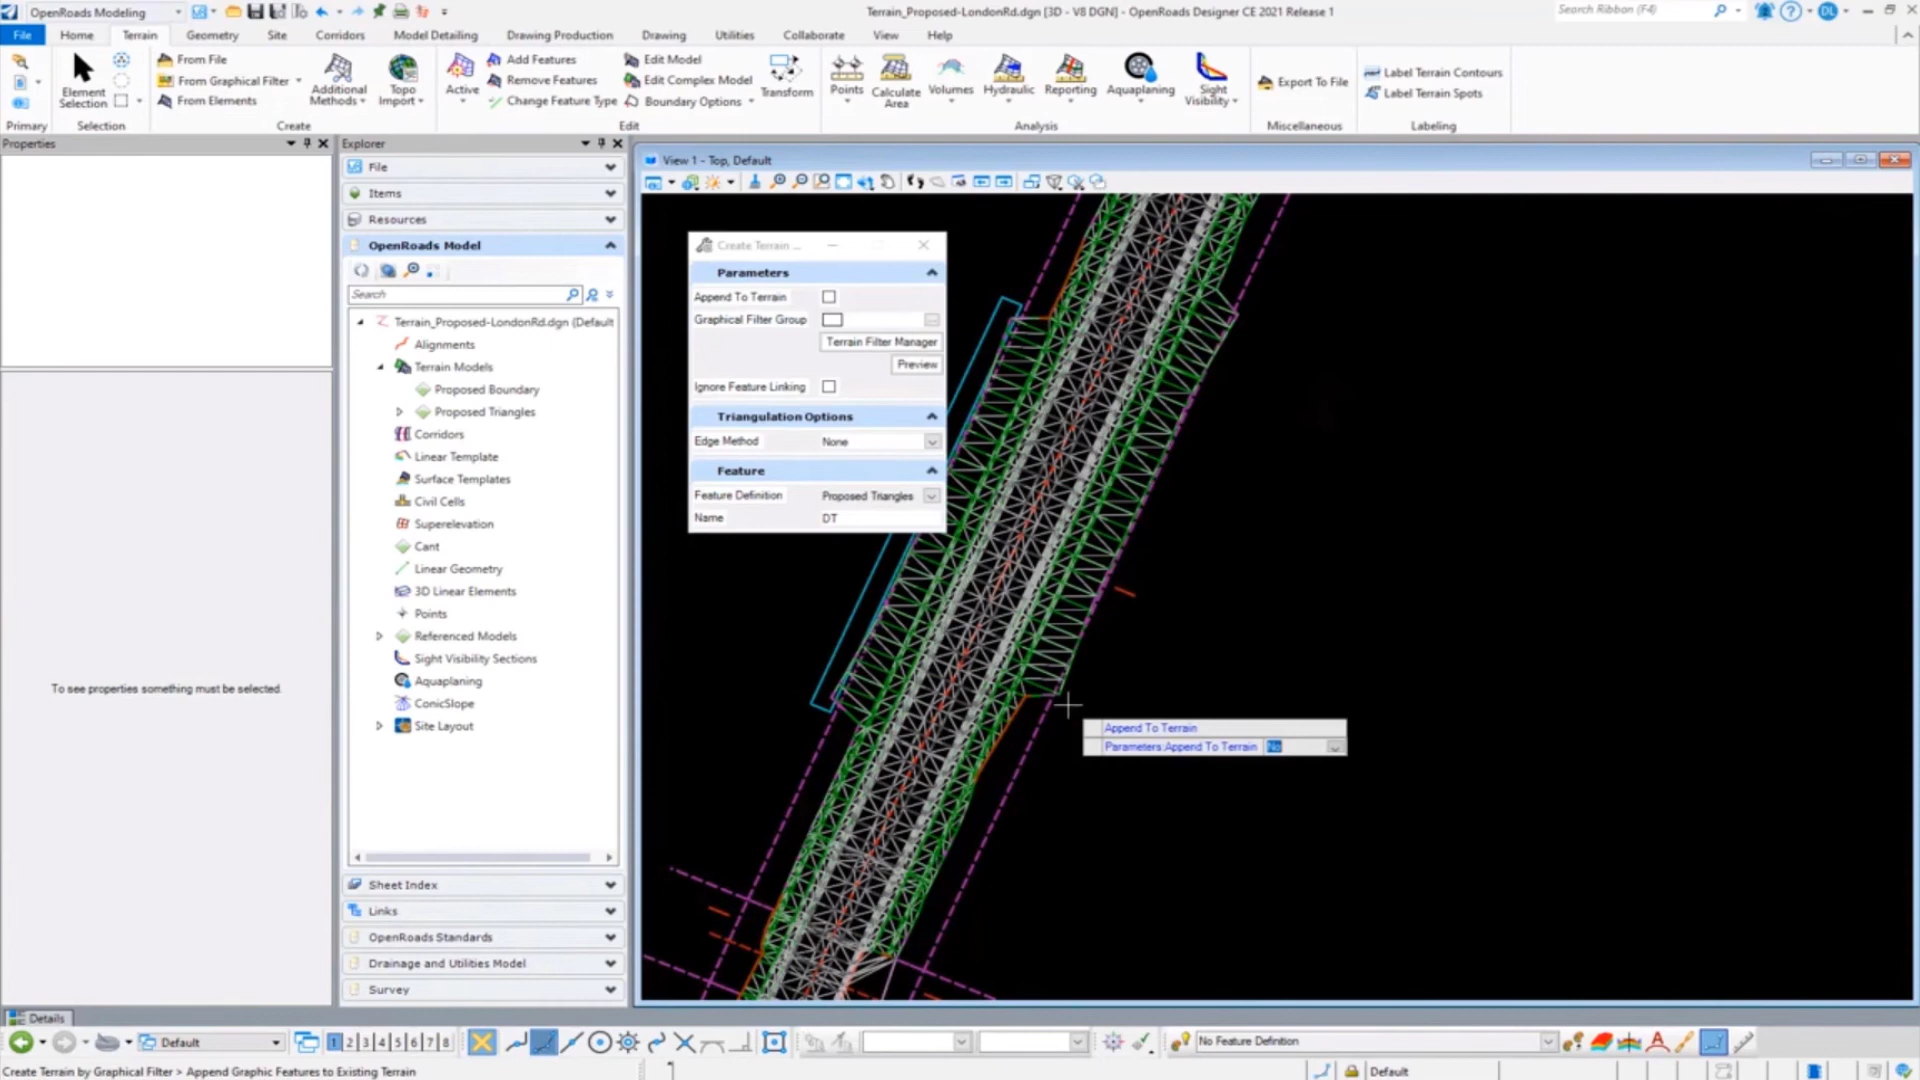 OpenRoads Modeling
Terrain_Proposed-LondonRd.dgn [3D - V8 DGN] - OpenRoads Designer CE 2021 Release 1
Search Ribbon (F4)
DL
File Home Terrain Geometry Site Corridors Model Detailing Drawing Production Drawing Utilities Collaborate View Help
Element Selection
From File
From Graphical Filter
From Elements
Additional Methods
Topo Import
Active
Add Features
Remove Features
Change Feature Type
Edit Model
Edit Complex Model
Boundary Options
Transform
Points
Calculate Area
Volumes
Hydraulic
Reporting
Aquaplaning
Sight Visibility
Export To File
Label Terrain Contours
Label Terrain Spots
Primary Selection Create Edit Analysis Miscellaneous Labeling
Properties
To see properties something must be selected.
Explorer
File
Items
Resources
OpenRoads Model
Search
Terrain_Proposed-LondonRd.dgn (Default
Alignments
Terrain Models
Proposed Boundary
Proposed Triangles
Corridors
Linear Template
Surface Templates
Civil Cells
Superelevation
Cant
Linear Geometry
3D Linear Elements
Points
Referenced Models
Sight Visibility Sections
Aquaplaning
ConicSlope
Site Layout
Sheet Index
Links
OpenRoads Standards
Drainage and Utilities Model
Survey
View 1 - Top, Default
Create Terrain ...
Parameters
Append To Terrain
Graphical Filter Group
Terrain Filter Manager
Preview
Ignore Feature Linking
Triangulation Options
Edge Method None
Feature
Feature Definition Proposed Triangles
Name DT
Append To Terrain
Parameters:Append To Terrain No
Details
Default
1 2 3 4 5 6 7 8
No Feature Definition
Create Terrain by Graphical Filter > Append Graphic Features to Existing Terrain
Default